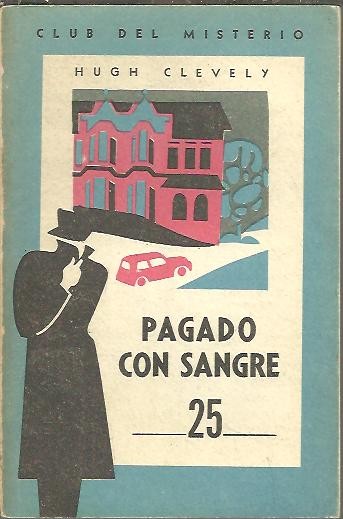 CLUB DEL MISTERIO
HUGH CLEVELY
PAGADO
CON SANGRE
25